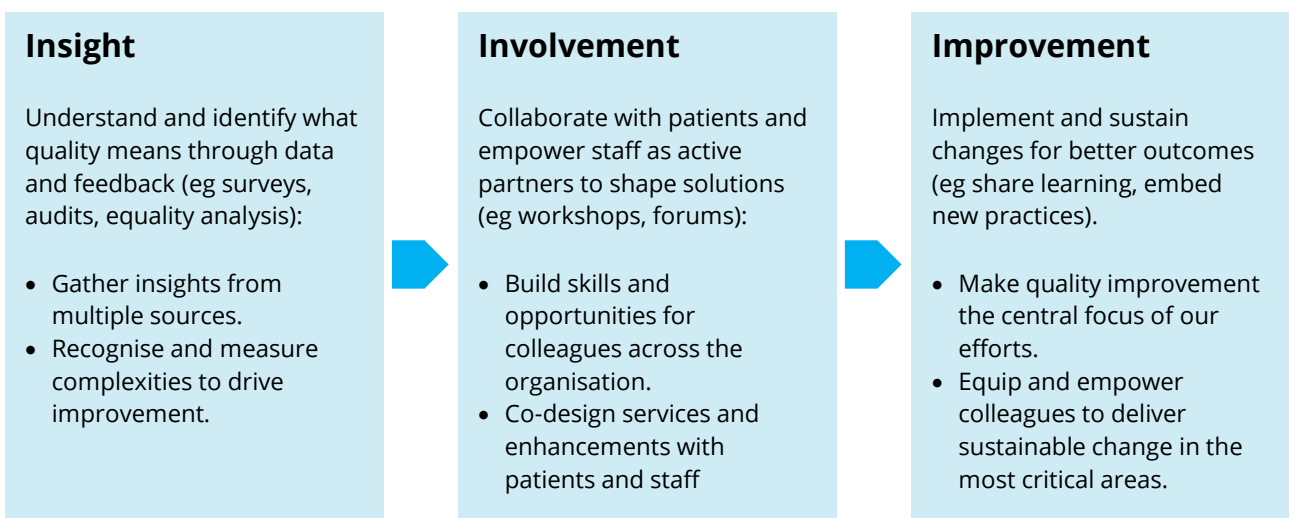 Insight
Understand and identify what
quality means through data
and feedback (eg surveys,
audits, equality analysis):
• Gather insights from
multiple sources.
• Recognise and measure
complexities to drive
improvement.
Involvement
Collaborate with patients and
empower staff as active
partners to shape solutions
(eg workshops, forums):
• Build skills and
opportunities for
colleagues across the
organisation.
• Co-design services and
enhancements with
patients and staff
Improvement
Implement and sustain
changes for better outcomes
(eg share learning, embed
new practices).
• Make quality improvement
the central focus of our
efforts.
• Equip and empower
colleagues to deliver
sustainable change in the
most critical areas.